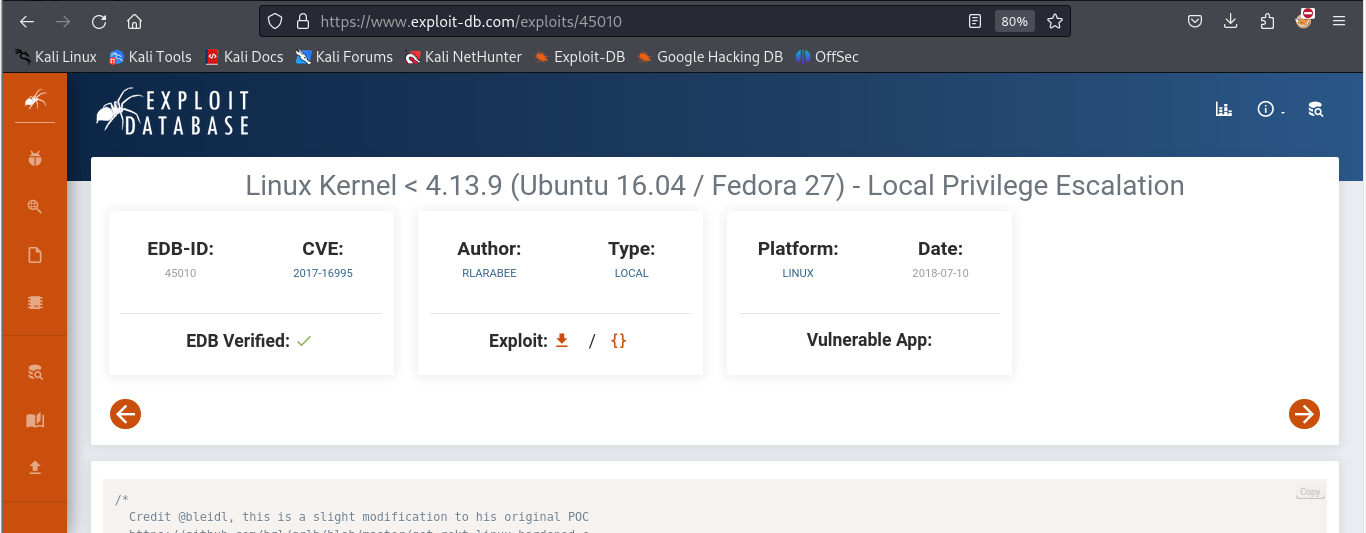 https://www.exploit-db.com/exploits/45010
80%
Kali Linux Kali Tools Kali Docs Kali Forums Kali NetHunter Exploit-DB Google Hacking DB OffSec
EXPLOIT
DATABASE
Linux Kernel < 4.13.9 (Ubuntu 16.04 / Fedora 27) - Local Privilege Escalation
EDB-ID: CVE: Author: Type: Platform: Date:
45010 2017-16995 RLARABEE LOCAL LINUX 2018-07-10
EDB Verified: Exploit: / {} Vulnerable App:
Copy
/*
Credit @bleidl, this is a slight modification to his original POC